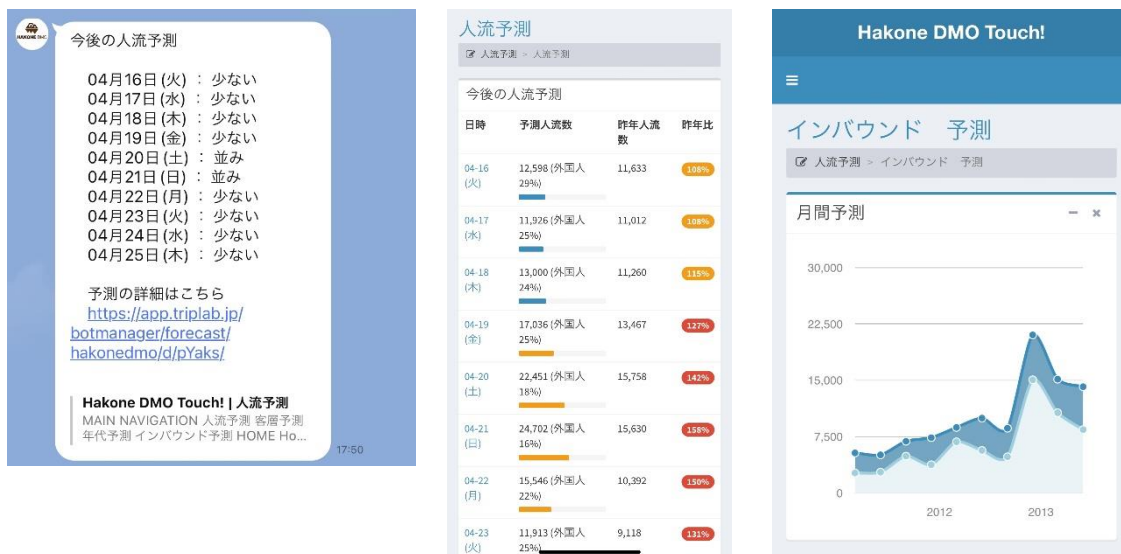 今後の人流予測
04月16日(火) : 少ない
04月17日(水) : 少ない
04月18日(木) : 少ない
04月19日(金) : 少ない
04月20日(土) : 並み
04月21日(日) : 並み
04月22日(月) : 少ない
04月23日(火) : 少ない
04月24日(水) : 少ない
04月25日(木) : 少ない
予測の詳細はこちら
https://app.triplab.jp/
botmanager/forecast/
hakonedmo/d/pYaks/
Hakone DMO Touch! | 人流予測
MAIN NAVIGATION 人流予測 客層予測
年代予測 インバウンド予測 HOME Ho...
17:50
人流予測
人流予測 > 人流予測
今後の人流予測
日時 予測人流数 昨年人流数 昨年比
04-16 (火) 12,598 (外国人 29%) 11,633 108%
04-17 (水) 11,926 (外国人 25%) 11,012 108%
04-18 (木) 13,000 (外国人 24%) 11,260 115%
04-19 (金) 17,036 (外国人 25%) 13,467 127%
04-20 (土) 22,451 (外国人 18%) 15,758 142%
04-21 (日) 24,702 (外国人 16%) 15,630 158%
04-22 (月) 15,546 (外国人 22%) 10,392 150%
04-23 (火) 11,913 (外国人 25%) 9,118 131%
Hakone DMO Touch!
インバウンド 予測
人流予測 > インバウンド 予測
月間予測
30,000
22,500
15,000
7,500
0
2012 2013